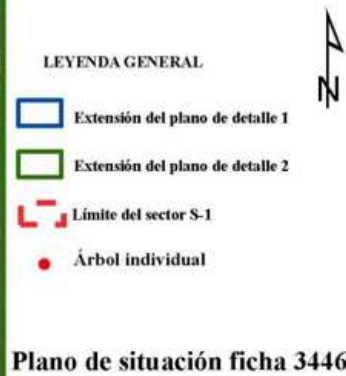 LEYENDA GENERAL
N
Extensión del plano de detalle 1
Extensión del plano de detalle 2
Límite del sector S-1
Árbol individual
Plano de situación ficha 3446